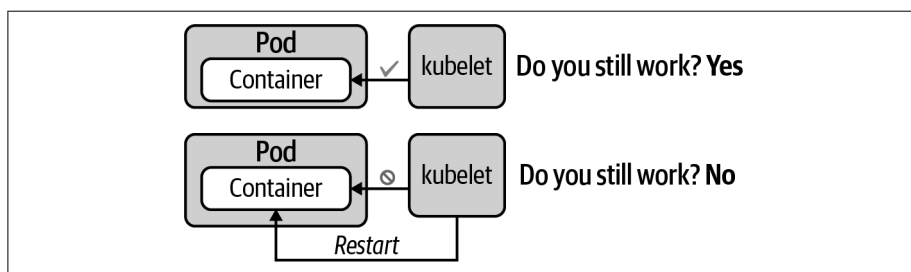 Pod
Container
kubelet
Do you still work? Yes
Pod
Container
kubelet
Do you still work? No
Restart